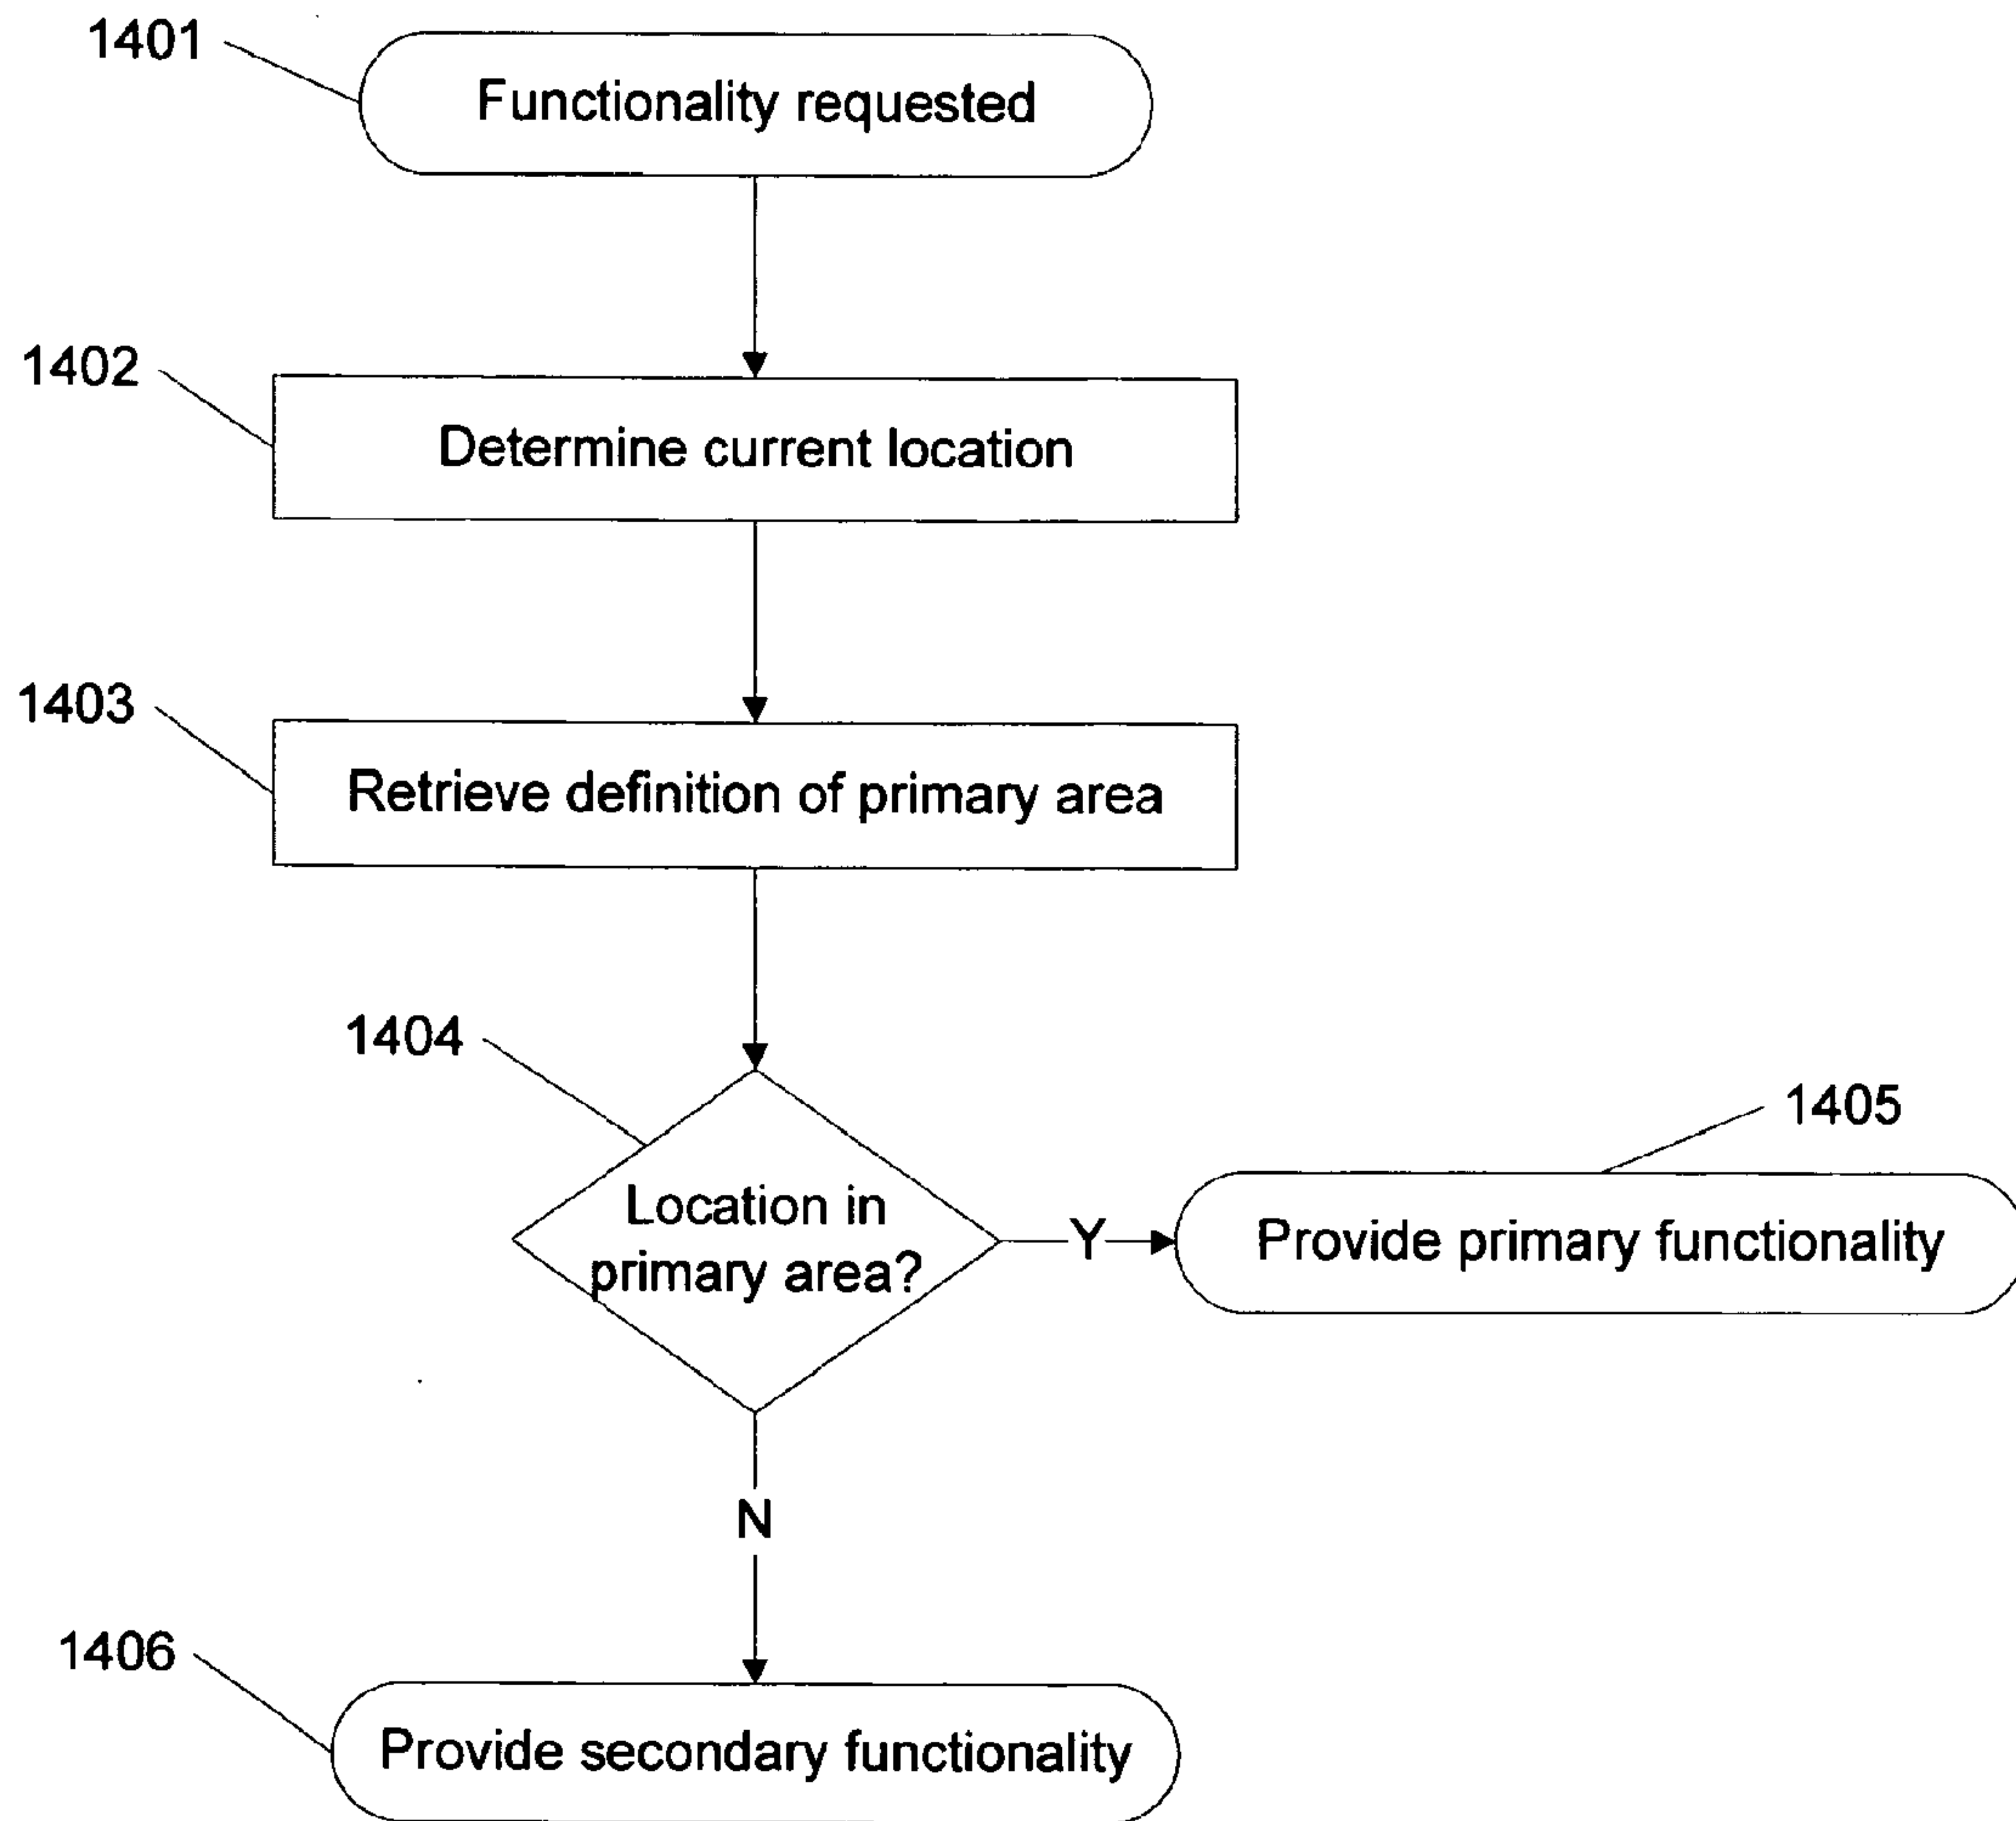 1401
Functionality requested
1402
Determine current location
1403
Retrieve definition of primary area
1404
Location in
primary area?
Y
1405
Provide primary functionality
N
1406
Provide secondary functionality